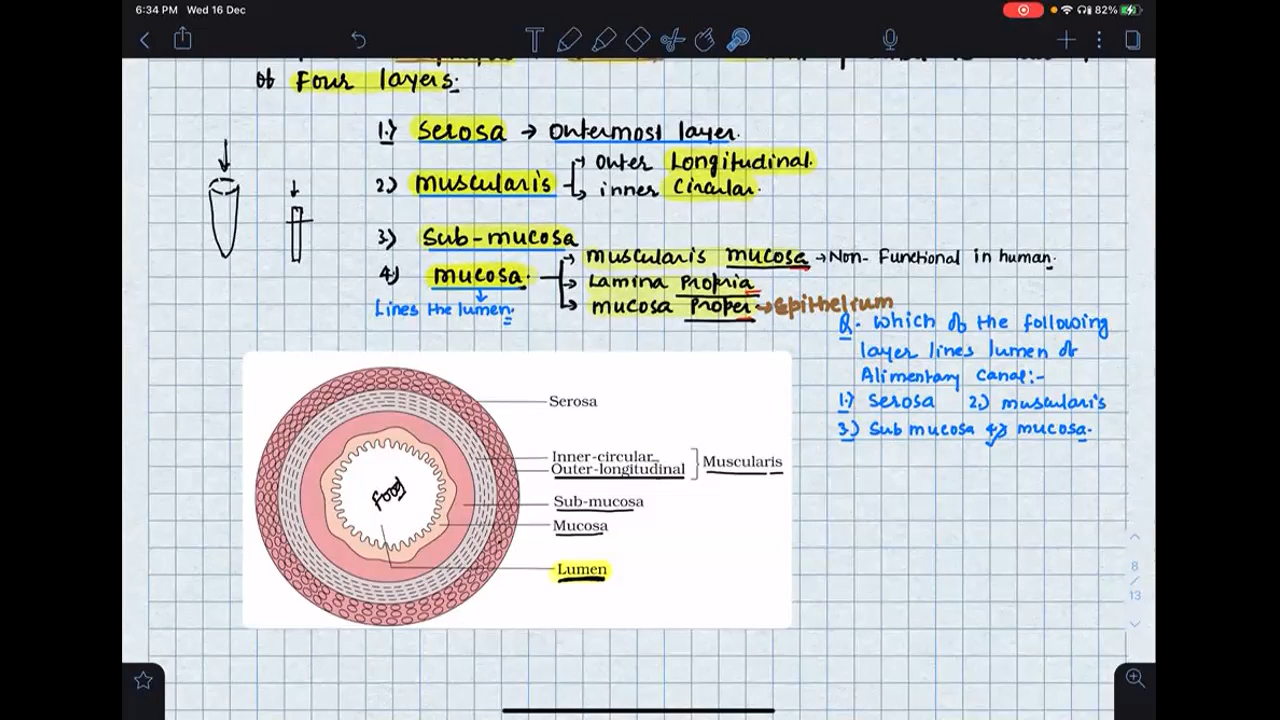 6:34 PM Wed 16 Dec
82%
of Four layers.
1.) Serosa → Outermost layer.
2) muscularis → outer Longitudinal.
→ inner Circular.
3) Sub-mucosa
4) mucosa. → muscularis mucosa → Non-Functional in human.
→ Lamina Propria
→ mucosa Proper → Epithelium
Lines the lumen.
Q. Which of the following
layer lines lumen of
Alimentary Canal:-
1.) Serosa 2.) muscularis
3.) Sub mucosa 4.) mucosa.
Serosa
Inner-circular
Outer-longitudinal
Muscularis
Sub-mucosa
Mucosa
Lumen
Food
8
/
13